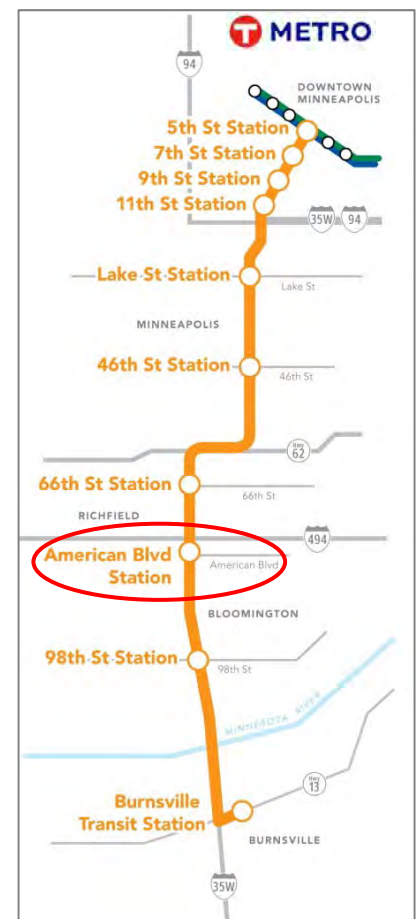 T METRO
94
DOWNTOWN
MINNEAPOLIS
5th St Station
7th St Station
9th St Station
11th St Station
35W 94
Lake St Station
Lake St
MINNEAPOLIS
46th St Station
46th St
Hwy
62
66th St Station
66th St
RICHFIELD
494
American Blvd
Station
American Blvd
BLOOMINGTON
98th St Station
98th St
MINNESOTA RIVER
Hwy
13
Burnsville
Transit Station
BURNSVILLE
35W